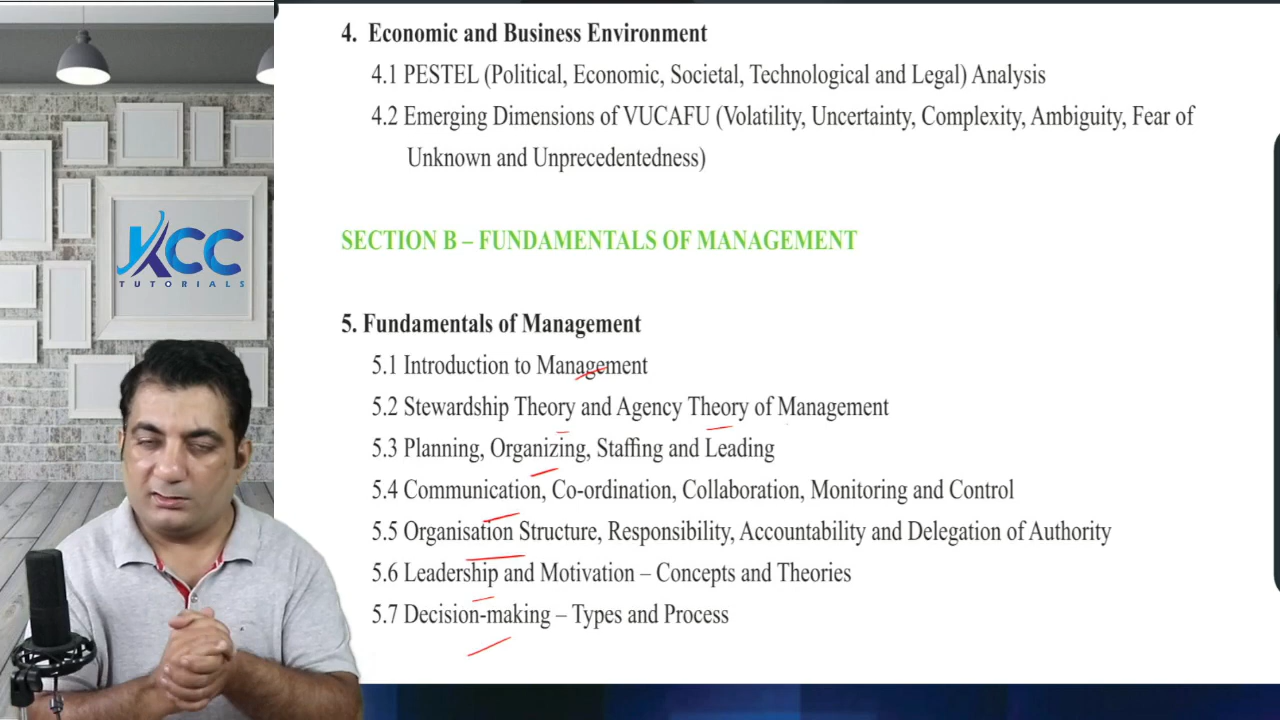 KCC
TUTORIALS
4. Economic and Business Environment
4.1 PESTEL (Political, Economic, Societal, Technological and Legal) Analysis
4.2 Emerging Dimensions of VUCAFU (Volatility, Uncertainty, Complexity, Ambiguity, Fear of
Unknown and Unprecedentedness)
SECTION B – FUNDAMENTALS OF MANAGEMENT
5. Fundamentals of Management
5.1 Introduction to Management
5.2 Stewardship Theory and Agency Theory of Management
5.3 Planning, Organizing, Staffing and Leading
5.4 Communication, Co-ordination, Collaboration, Monitoring and Control
5.5 Organisation Structure, Responsibility, Accountability and Delegation of Authority
5.6 Leadership and Motivation – Concepts and Theories
5.7 Decision-making – Types and Process